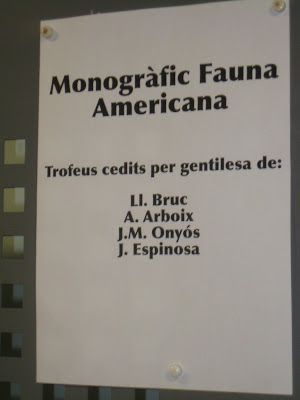 Monogràfic Fauna
Americana
Trofeus cedits per gentilesa de:
Ll. Bruc
A. Arboix
J.M. Onyós
J. Espinosa